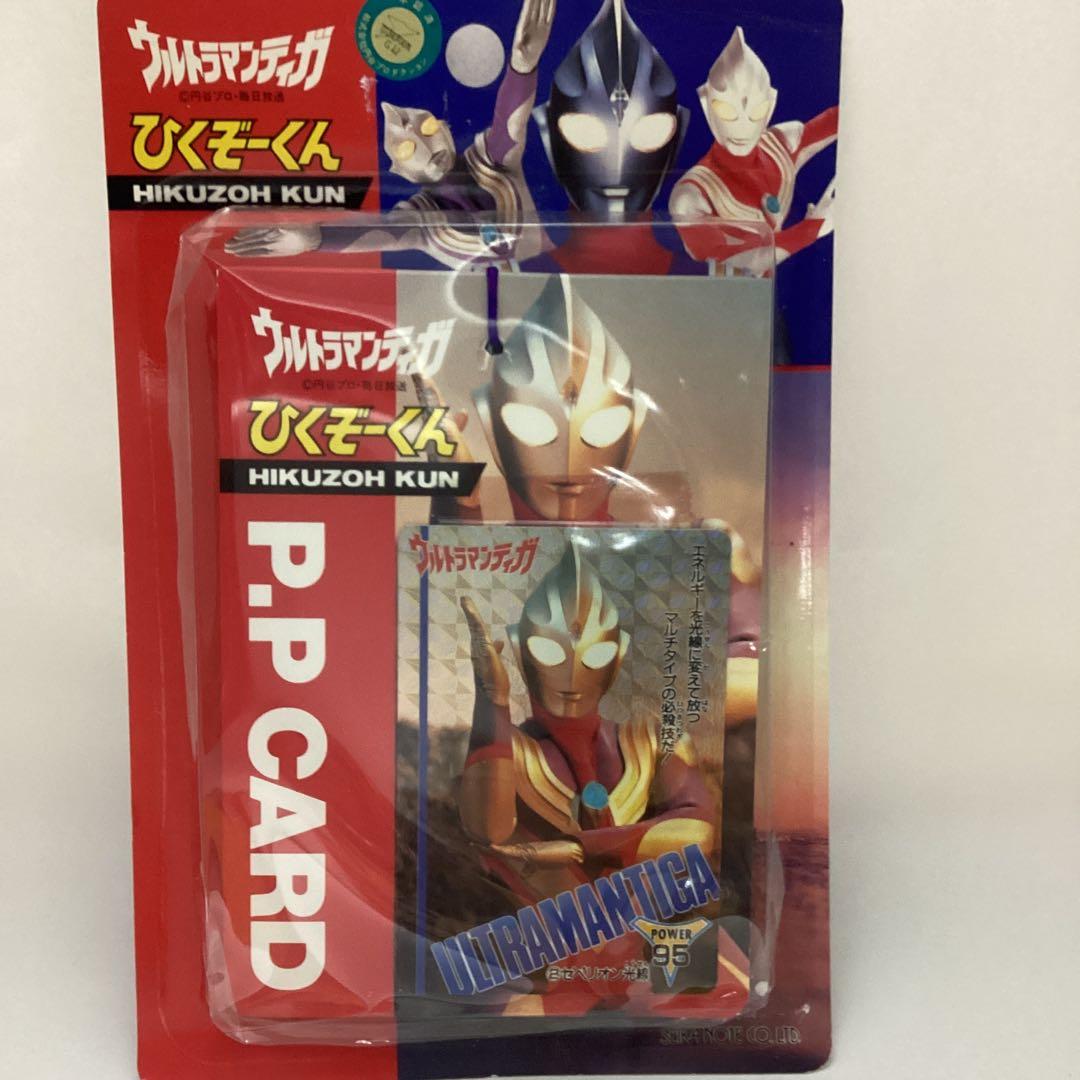 ウルトラマンティガ
©円谷プロ・毎日放送
ひくぞーくん
HIKUZOH KUN
ウルトラマンティガ
©円谷プロ・毎日放送
ひくぞーくん
HIKUZOH KUN
P.P CARD
ウルトラマンティガ
エネルギーを光線に変えて放つ
マルチタイプの必殺技だ!
ULTRAMANTIGA
POWER
95
②ゼペリオン光線
NOTE CO., LTD.